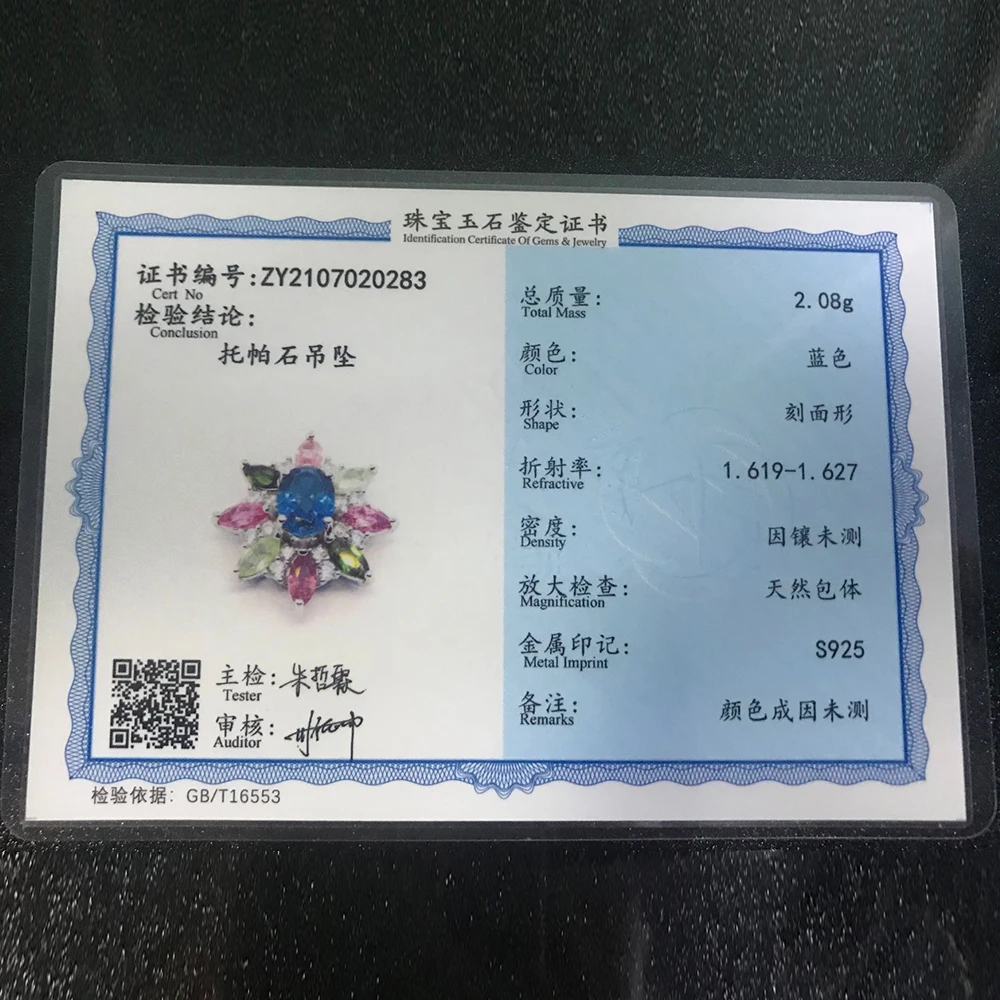 珠宝玉石鉴定证书
Identification Certificate Of Gems & Jewelry
证书编号:ZY2107020283
Cert No
检验结论:
Conclusion
托帕石吊坠
主检:
Tester
审核:
Auditor
检验依据: GB/T16553
总质量: 2.08g
Total Mass
颜色: 蓝色
Color
形状: 刻面形
Shape
折射率: 1.619-1.627
Refractive
密度: 因镶未测
Density
放大检查: 天然包体
Magnification
金属印记: S925
Metal Imprint
备注: 颜色成因未测
Remarks